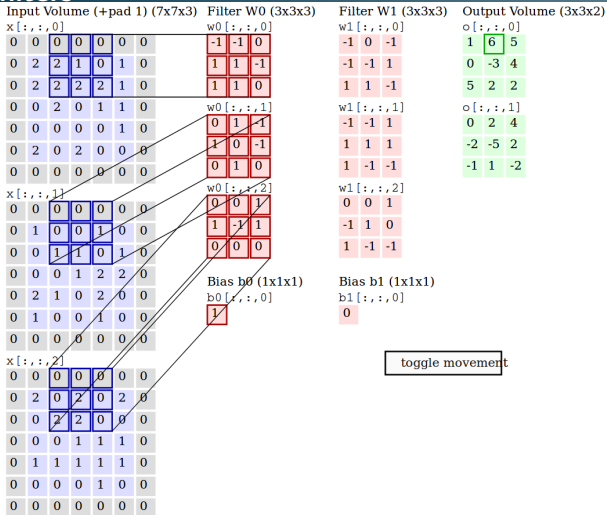 Input Volume (+pad 1) (7x7x3) Filter W0 (3x3x3) Filter W1 (3x3x3) Output Volume (3x3x2)
x[:,:,0] w0[:,:,0] w1[:,:,0] o[:,:,0]
0 0 0 0 0 0 0 -1 -1 0 -1 0 -1 1 6 5
0 2 2 1 0 1 0 1 1 -1 -1 -1 1 0 -3 4
0 2 2 2 2 1 0 1 1 0 1 1 -1 5 2 2
0 0 2 0 1 1 0 w0[:,:,1] w1[:,:,1] o[:,:,1]
0 0 0 0 0 1 0 0 1 -1 -1 -1 1 0 2 4
0 2 0 2 0 0 0 1 0 -1 1 1 1 -2 -5 2
0 0 0 0 0 0 0 0 1 0 1 -1 -1 -1 1 -2
x[:,:,1] w0[:,:,2] w1[:,:,2]
0 0 0 0 0 0 0 0 0 1 0 0 1
0 1 0 0 1 0 0 1 -1 1 -1 1 0
0 0 1 1 0 1 0 0 0 0 1 -1 -1
0 0 0 1 2 2 0
0 2 1 0 2 0 0 Bias b0 (1x1x1) Bias b1 (1x1x1)
0 1 0 0 1 0 0 b0[:,:,0] b1[:,:,0]
0 0 0 0 0 0 0 1 0
x[:,:,2] toggle movement
0 0 0 0 0 0 0
0 2 0 2 0 2 0
0 0 2 2 0 0 0
0 0 0 1 1 1 0
0 1 1 1 1 1 0
0 0 0 0 1 0 0
0 0 0 0 0 0 0